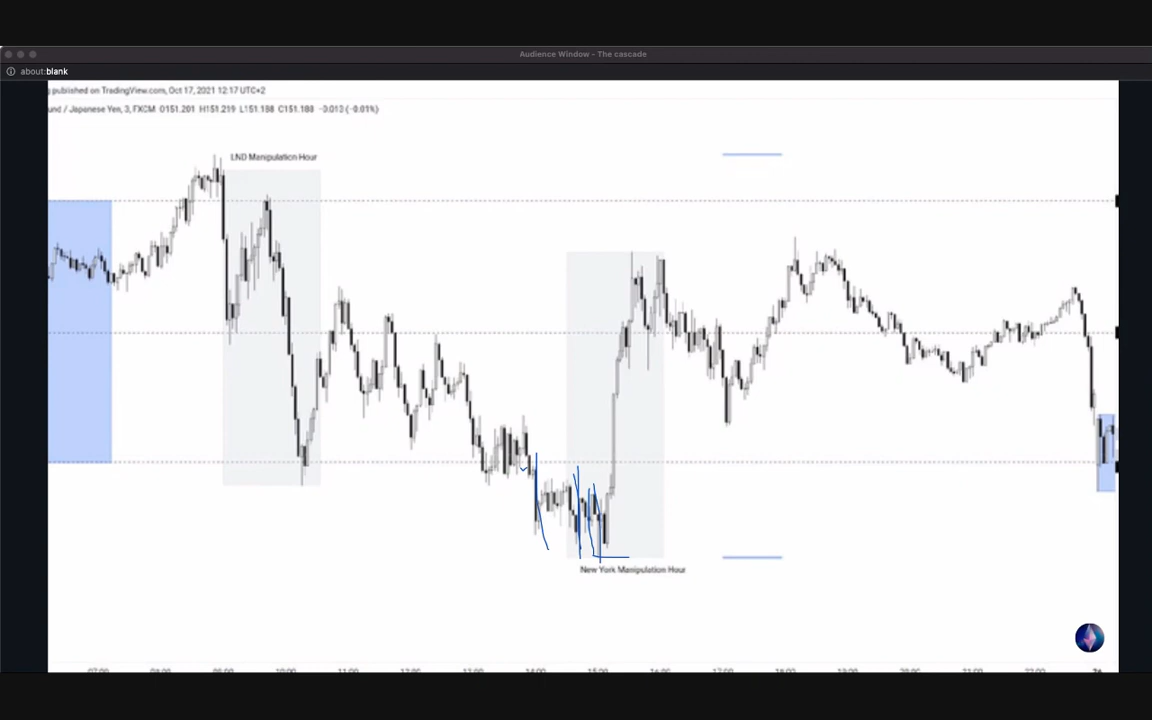 Audience Window - The cascade
about:blank
published on TradingView.com, Oct 17, 2021 12:17 UTC+2
und / Japanese Yen, 3, FXCM O151.201 H151.219 L151.188 C151.188 -0.013 (-0.01%)
LND Manipulation Hour
New York Manipulation Hour